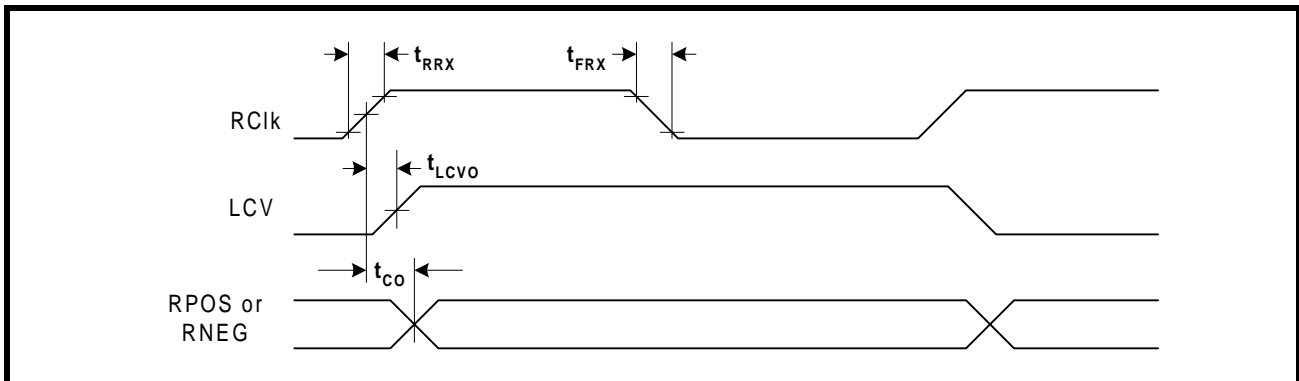 tRRX
tFRX
RClk
tLCVO
LCV
tCO
RPOS or
RNEG